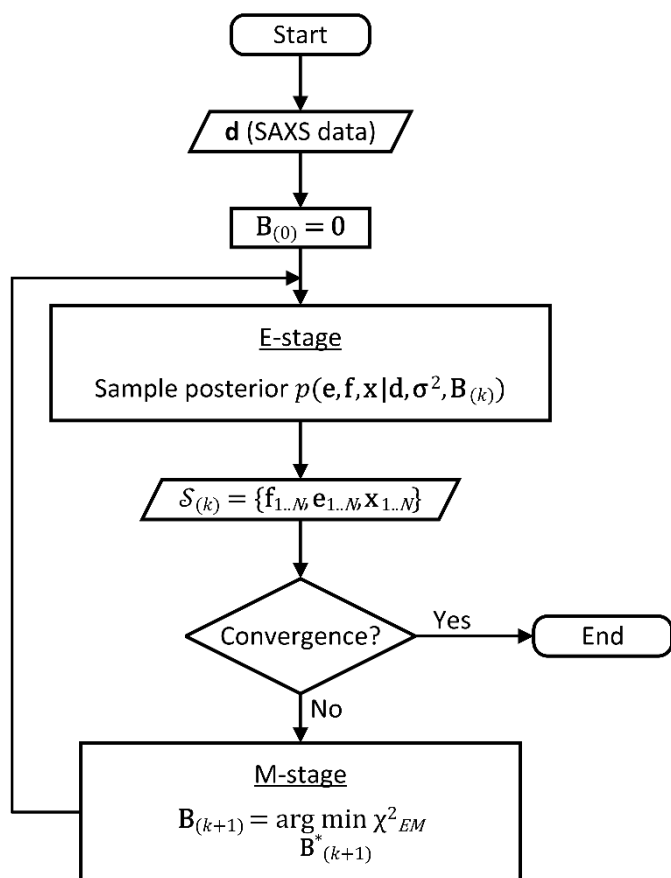 Start
d (SAXS data)
B₍₀₎ = 0
E-stage
Sample posterior p(e,f,x|d,σ²,B₍ₖ₎)
𝒮₍ₖ₎ = {f₁..N,e₁..N,x₁..N}
Convergence?
Yes
End
No
M-stage
B₍ₖ₊₁₎ = arg min χ²EM
B*₍ₖ₊₁₎